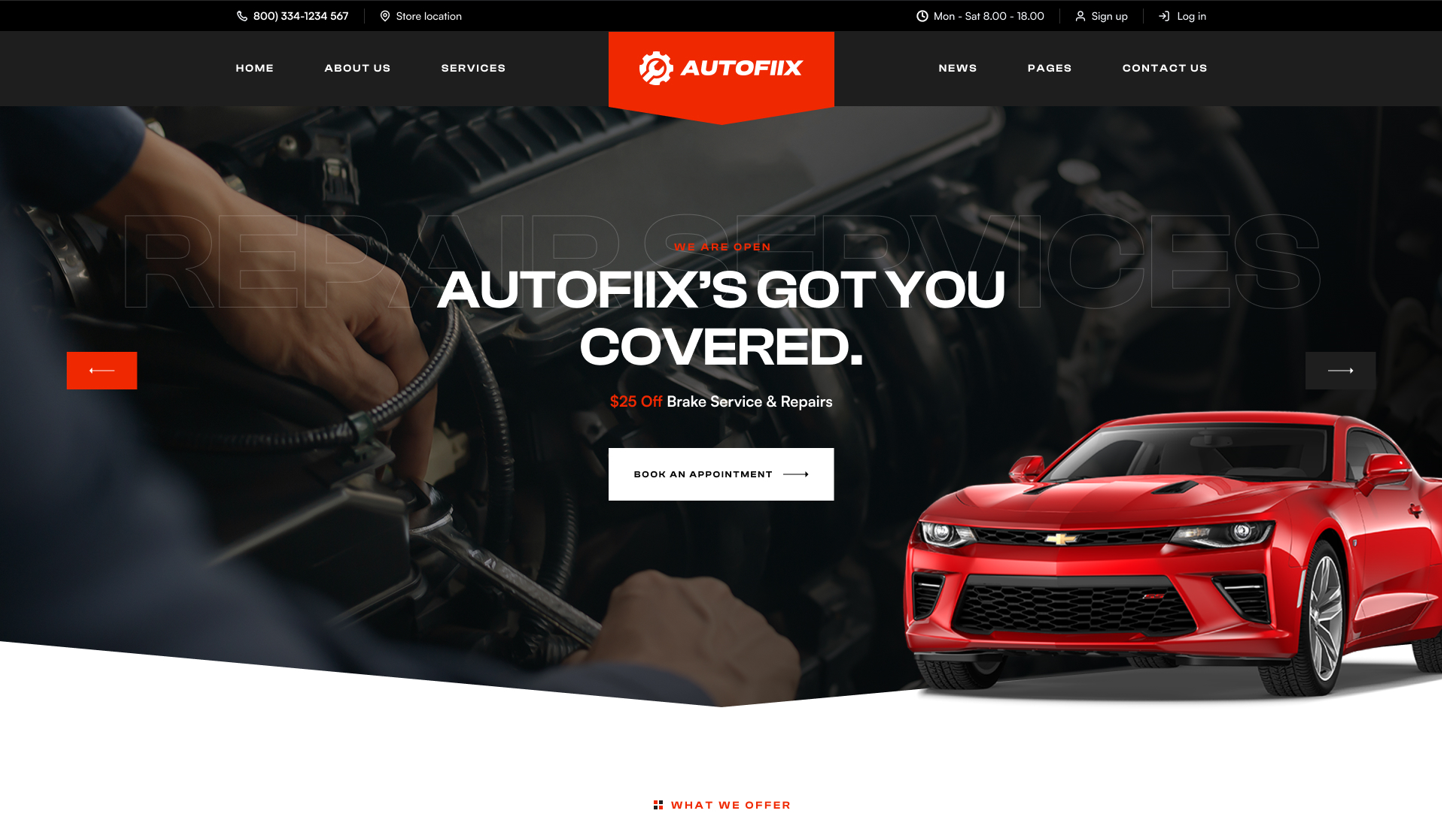 800) 334-1234 567
Store location
Mon - Sat 8.00 - 18.00
Sign up
Log in
HOME
ABOUT US
SERVICES
AUTOFIIX
NEWS
PAGES
CONTACT US
REPAIR SERVICES
WE ARE OPEN
AUTOFIIX’S GOT YOU
COVERED.
$25 Off Brake Service & Repairs
BOOK AN APPOINTMENT
WHAT WE OFFER